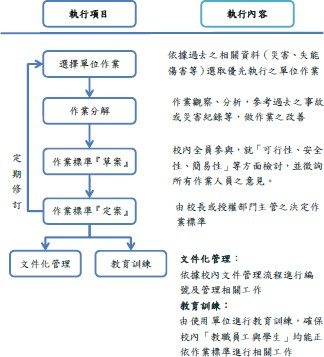 執行項目
執行內容
選擇單位作業
依據過去之相關資料（災害、失能
傷害等）選取優先執行之單位作業
作業分解
作業觀察、分析，參考過去之事故
或災害紀錄等，做作業之改善
定期修訂
作業標準『草案』
校內全員參與，就「可行性、安全
性、簡易性」等方面檢討，並微詢
所有作業人員之意見。
作業標準『定案』
由校長或授權部門主管之決定作
業標準
文件化管理
教育訓練
文件化管理：
依據校內文件管理流程進行編
號及管理相關工作
教育訓練：
由使用單位進行教育訓練，確保
校內「教職員工與學生」均能正
依作業標準進行相關工作